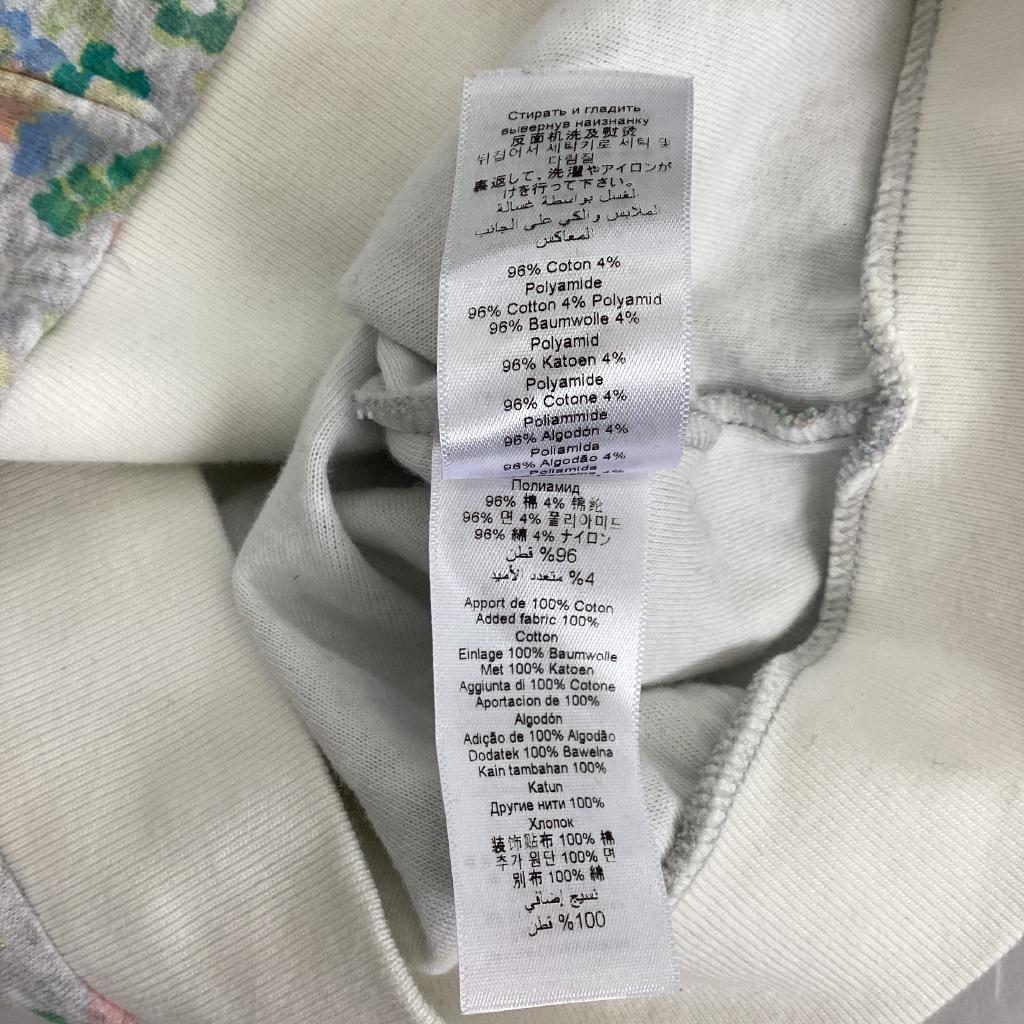 Стирать и гладить
вывернув наизнанку
反面机洗及熨烫
뒤집어서 세탁기로 세탁 및
다림질
裏返して、洗濯やアイロンが
けを行って下さい。
لغسل بواسطة غسالة
لملابس والكي على الجانب
لمعاكس
96% Coton 4%
Polyamide
96% Cotton 4% Polyamid
96% Baumwolle 4%
Polyamid
96% Katoen 4%
Polyamide
96% Cotone 4%
Poliammide
96% Algodón 4%
Poliamida
96% Algodão 4%
Poliamida
Полиамид
96% 棉 4% 锦纶
96% 면 4% 폴리아미드
96% 綿 4% ナイロン
96% قطن
4% متعدد الأميد
Apport de 100% Coton
Added fabric 100%
Cotton
Einlage 100% Baumwolle
Met 100% Katoen
Aggiunta di 100% Cotone
Aportacion de 100%
Algodón
Adição de 100% Algodão
Dodatek 100% Bawelna
Kain tambahan 100%
Katun
Другие нити 100%
Хлопок
装饰贴布 100% 棉
추가 원단 100% 면
別布 100% 綿
نسيج إضافي
100% قطن